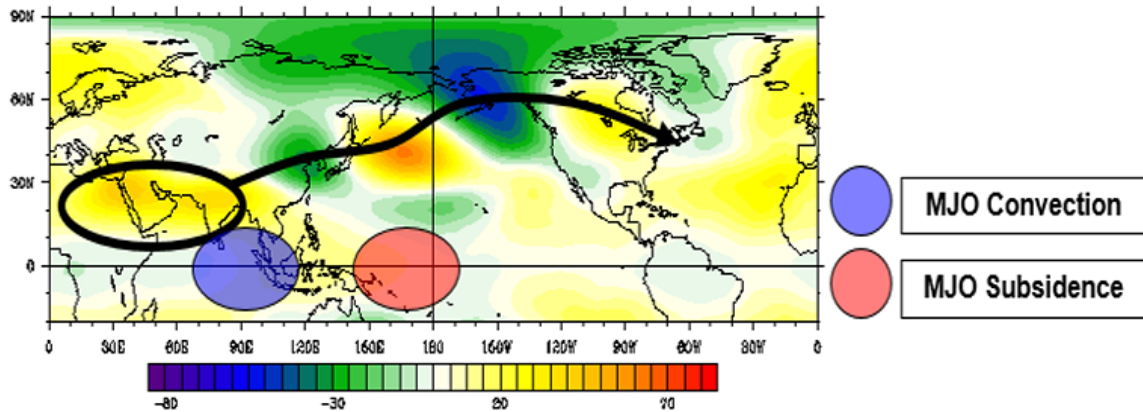 90N
60N
30N
0
0 30E 60E 90E 120E 150E 180 150W 120W 90W 60W 30W 0
-80 -30 20 70
MJO Convection
MJO Subsidence